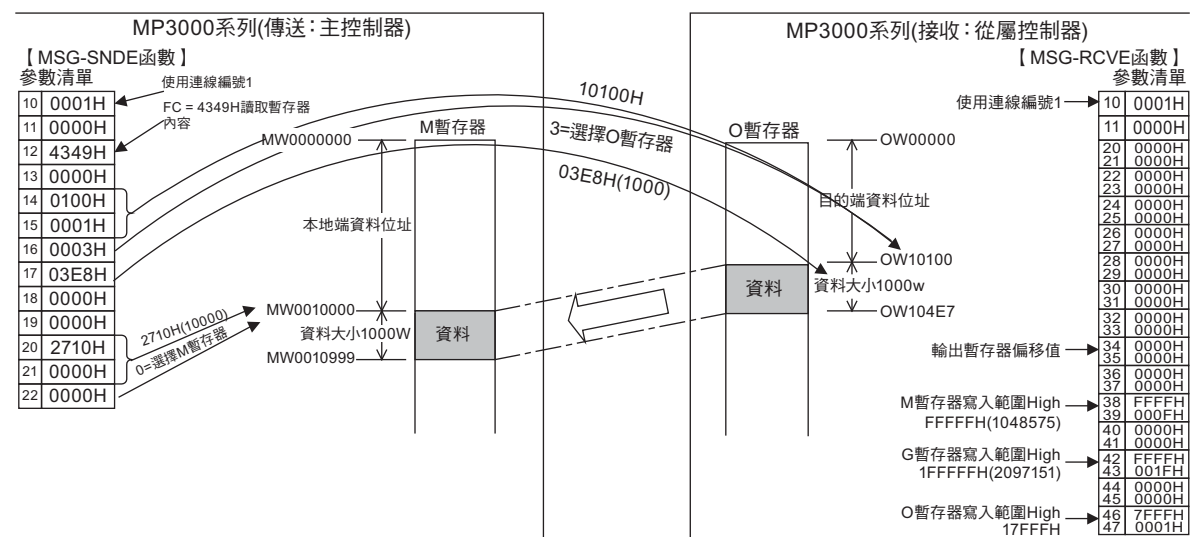 MP3000系列(傳送：主控制器)
【MSG-SNDE函數】
參數清單
10 0001H
11 0000H
12 4349H
13 0000H
14 0100H
15 0001H
16 0003H
17 03E8H
18 0000H
19 0000H
20 2710H
21 0000H
22 0000H
使用連線編號1
FC = 4349H讀取暫存器
內容
M暫存器
MW0000000
本地端資料位址
MW0010000
資料大小1000W
MW0010999
資料
2710H(10000)
0=選擇M暫存器
10100H
3=選擇O暫存器
03E8H(1000)
MP3000系列(接收：從屬控制器)
【MSG-RCVE函數】
參數清單
O暫存器
OW00000
目的端資料位址
OW10100
資料大小1000w
OW104E7
資料
使用連線編號1
輸出暫存器偏移值
M暫存器寫入範圍High
FFFFFH(1048575)
G暫存器寫入範圍High
1FFFFFH(2097151)
O暫存器寫入範圍High
17FFFH
10 0001H
11 0000H
20 0000H
21 0000H
22 0000H
23 0000H
24 0000H
25 0000H
26 0000H
27 0000H
28 0000H
29 0000H
30 0000H
31 0000H
32 0000H
33 0000H
34 0000H
35 0000H
36 0000H
37 0000H
38 FFFFH
39 000FH
40 0000H
41 0000H
42 FFFFH
43 001FH
44 0000H
45 0000H
46 7FFFH
47 0001H